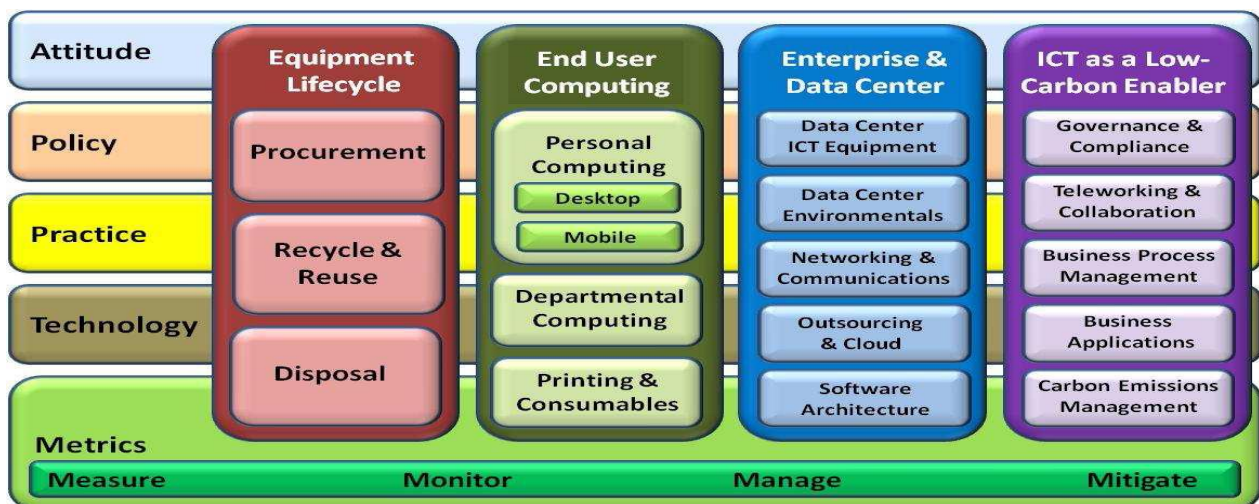 Attitude
Policy
Practice
Technology
Metrics
Equipment
Lifecycle
Procurement
Recycle &
Reuse
Disposal
End User
Computing
Personal
Computing
Desktop
Mobile
Departmental
Computing
Printing &
Consumables
Enterprise &
Data Center
Data Center
ICT Equipment
Data Center
Environmentals
Networking &
Communications
Outsourcing
& Cloud
Software
Architecture
ICT as a Low-
Carbon Enabler
Governance &
Compliance
Teleworking &
Collaboration
Business Process
Management
Business
Applications
Carbon Emissions
Management
Measure Monitor Manage Mitigate